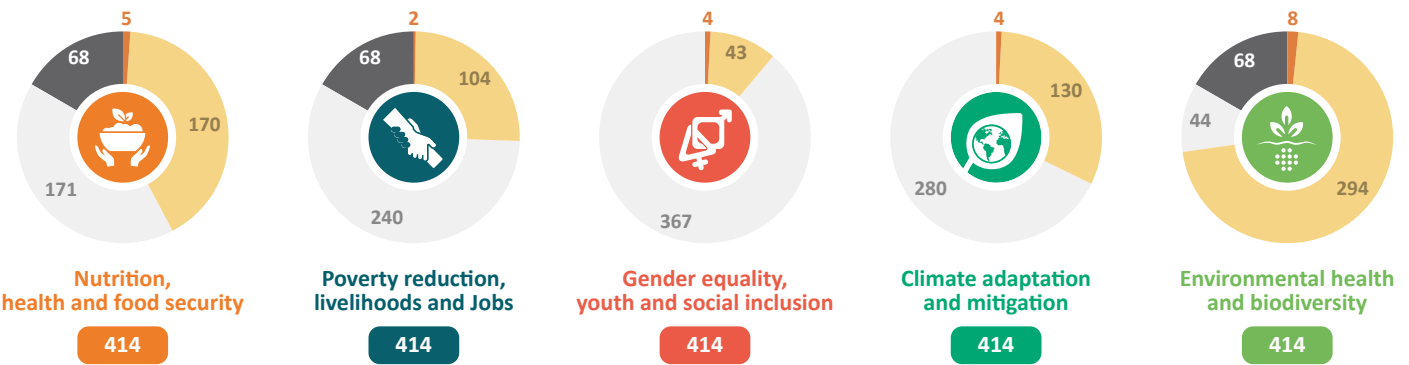 5
68
170
171
Nutrition,
health and food security
414
2
68
104
240
Poverty reduction,
livelihoods and Jobs
414
4
43
367
Gender equality,
youth and social inclusion
414
4
130
280
Climate adaptation
and mitigation
414
8
68
44
294
Environmental health
and biodiversity
414